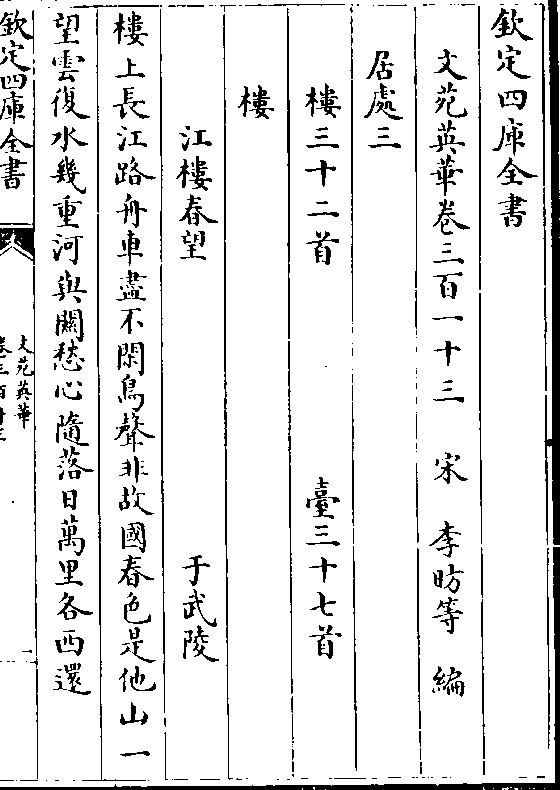 欽定四庫全書
文苑英華卷三百一十三 宋 李昉等 編
居處三
樓三十二首 臺三十七首
樓
江樓春望 于武陵
樓上長江路舟車盡不閑鳥聲非故國春色是他山一
望雲復水幾重河與關愁心隨落日萬里各西還
欽定四庫全書
文苑英華
卷三百十三
一